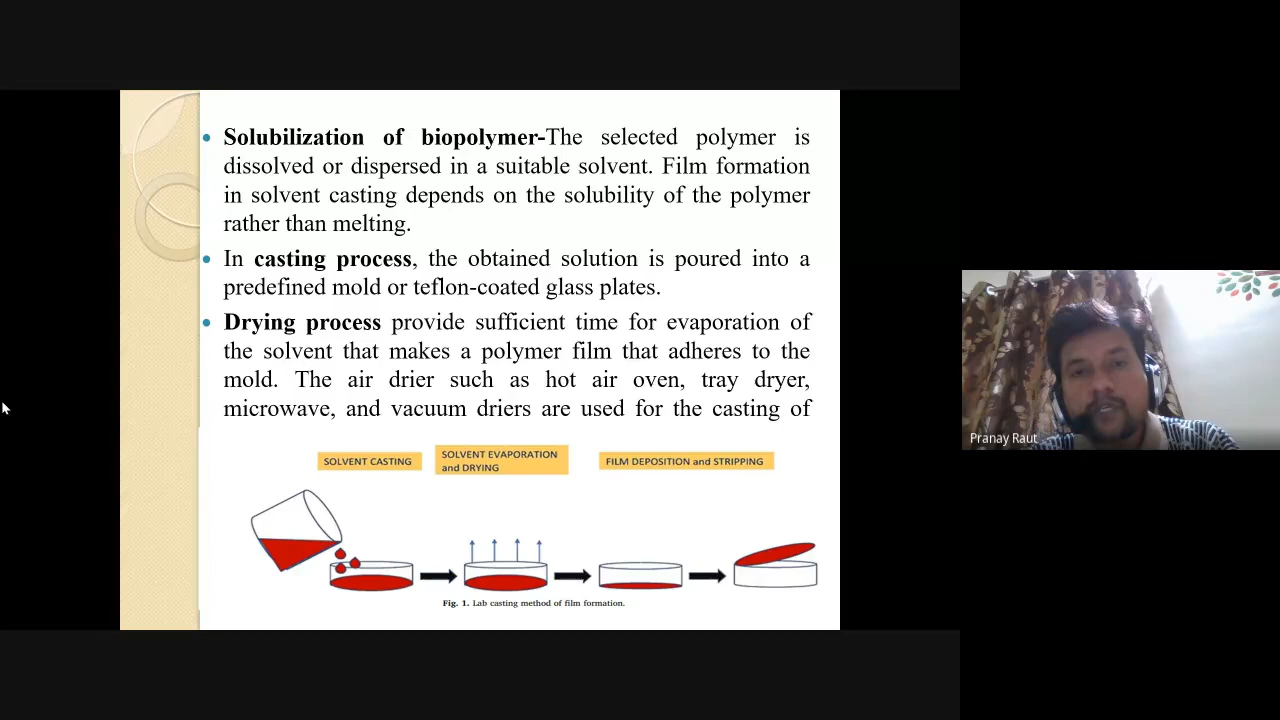 Solubilization of biopolymer-The selected polymer is
dissolved or dispersed in a suitable solvent. Film formation
in solvent casting depends on the solubility of the polymer
rather than melting.
In casting process, the obtained solution is poured into a
predefined mold or teflon-coated glass plates.
Drying process provide sufficient time for evaporation of
the solvent that makes a polymer film that adheres to the
mold. The air drier such as hot air oven, tray dryer,
microwave, and vacuum driers are used for the casting of
SOLVENT CASTING
SOLVENT EVAPORATION
and DRYING
FILM DEPOSITION and STRIPPING
Fig. 1. Lab casting method of film formation.
Pranay Raut